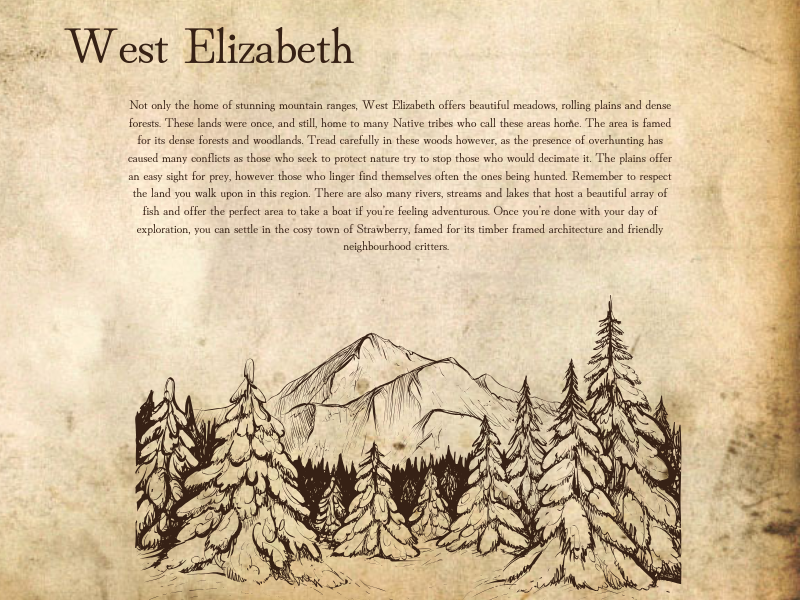 West Elizabeth
Not only the home of stunning mountain ranges, West Elizabeth offers beautiful meadows, rolling plains and dense
forests. These lands were once, and still, home to many Native tribes who call these areas home. The area is famed
for its dense forests and woodlands. Tread carefully in these woods however, as the presence of overhunting has
caused many conflicts as those who seek to protect nature try to stop those who would decimate it. The plains offer
an easy sight for prey, however those who linger find themselves often the ones being hunted. Remember to respect
the land you walk upon in this region. There are also many rivers, streams and lakes that host a beautiful array of
fish and offer the perfect area to take a boat if you're feeling adventurous. Once you're done with your day of
exploration, you can settle in the cosy town of Strawberry, famed for its timber framed architecture and friendly
neighbourhood critters.